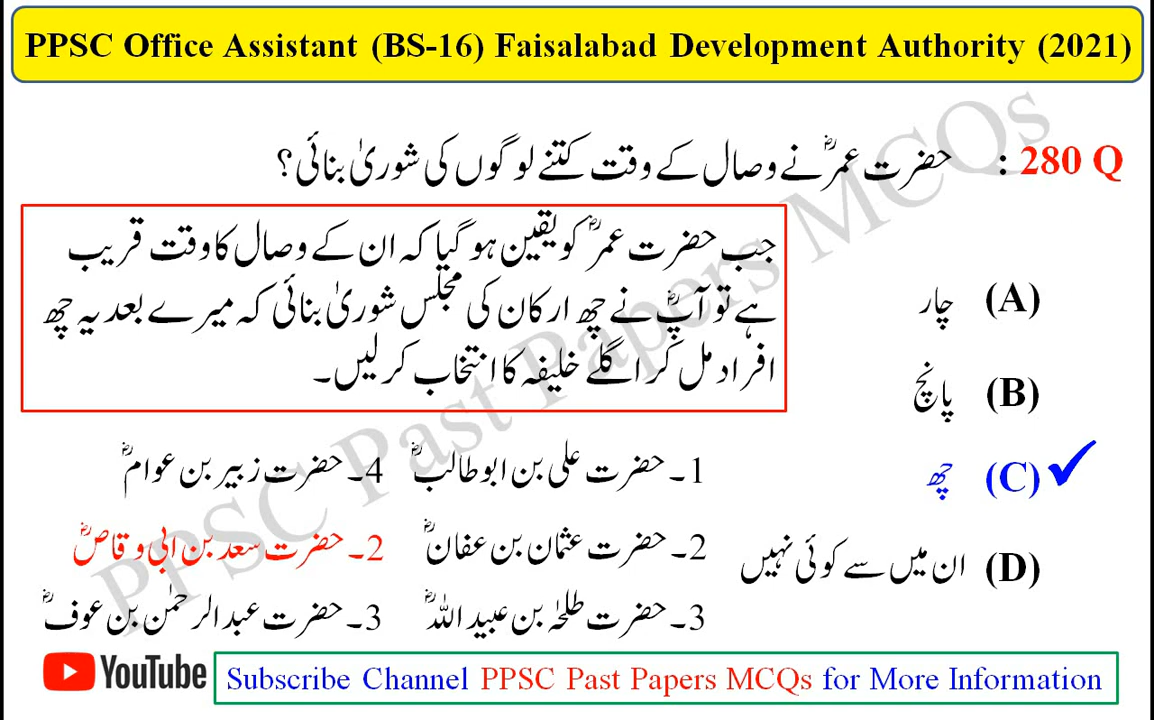 PPSC Office Assistant (BS-16) Faisalabad Development Authority (2021)
280 Q : حضرت عمرؓ نے وصال کے وقت کتنے لوگوں کی شوریٰ بنائی؟
جب حضرت عمرؓ کو یقین ہو گیا کہ ان کے وصال کا وقت قریب
ہے تو آپؓ نے چھ ارکان کی مجلس شوریٰ بنائی کہ میرے بعد یہ چھ
افراد مل کر اگلے خلیفہ کا انتخاب کر لیں۔
(A) چار
(B) پانچ
(C) چھ
(D) ان میں سے کوئی نہیں
1۔ حضرت علی بن ابو طالبؓ
4۔ حضرت زبیر بن عوامؓ
2۔ حضرت عثمان بن عفانؓ
2۔ حضرت سعد بن ابی وقاصؓ
3۔ حضرت طلحٰہ بن عبید اللہؓ
3۔ حضرت عبدالرحمٰن بن عوفؓ
PPSC Past Papers MCQs
YouTube
Subscribe Channel PPSC Past Papers MCQs for More Information